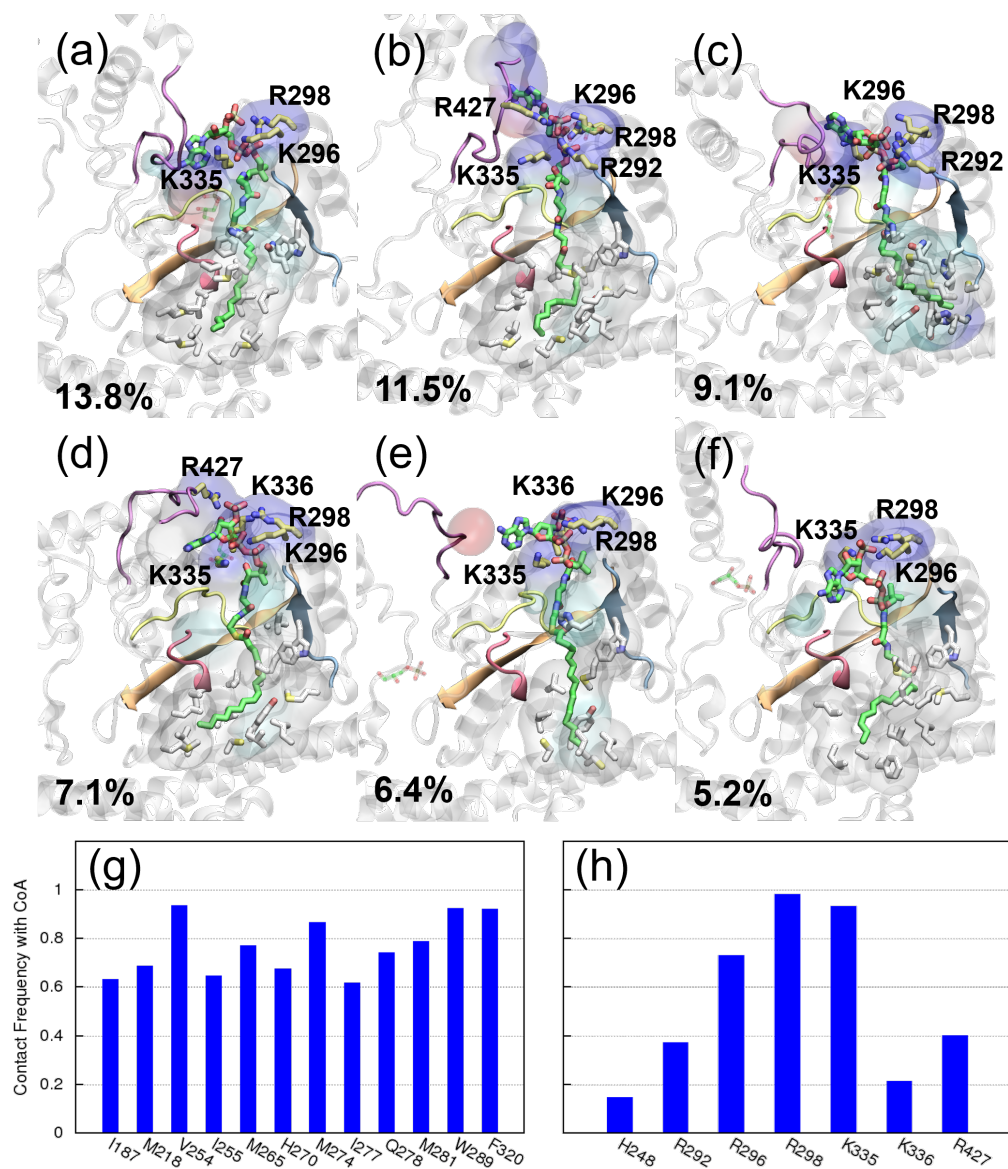 (a)
R298
K296
K335
13.8%
(b)
R427
K296
R298
K335
R292
11.5%
(c)
K296
R298
K335
R292
9.1%
(d)
R427
K336
R298
K296
K335
7.1%
(e)
K336
K296
R298
K335
6.4%
(f)
K335
R298
K296
5.2%
(g)
Contact Frequency with CoA
1
0.8
0.6
0.4
0.2
0
I187 M218 V254 I255 M265 H270 M274 I277 Q278 M281 W289 F320
(h)
H248 R292 R296 R298 K335 K336 R427